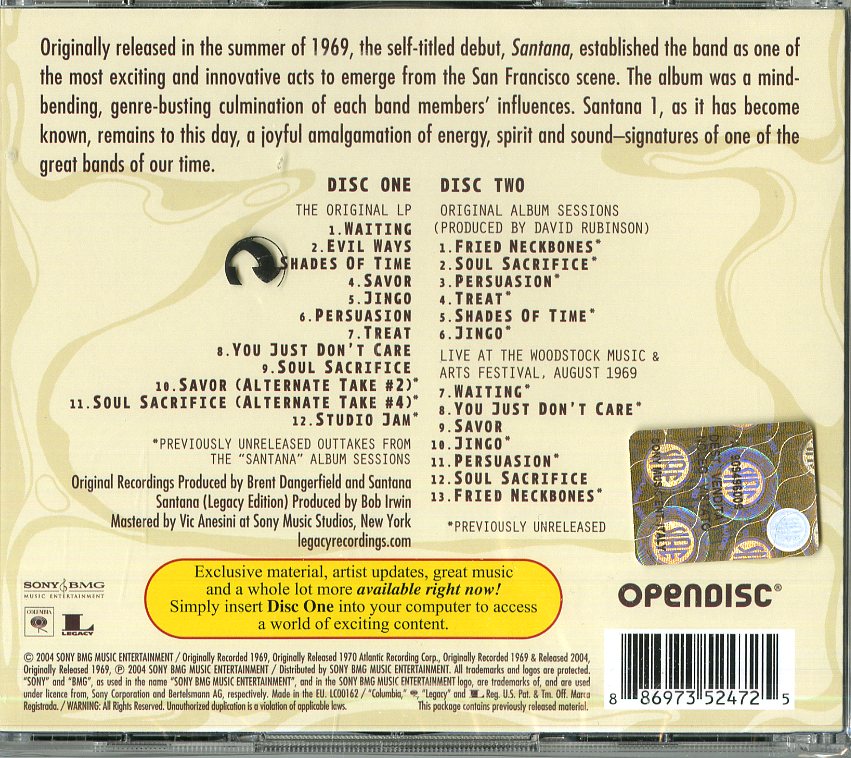 Originally released in the summer of 1969, the self-titled debut, Santana, established the band as one of
the most exciting and innovative acts to emerge from the San Francisco scene. The album was a mind-
bending, genre-busting culmination of each band members' influences. Santana 1, as it has become
known, remains to this day, a joyful amalgamation of energy, spirit and sound–signatures of one of the
great bands of our time.
DISC ONE
THE ORIGINAL LP
1. WAITING
2. EVIL WAYS
SHADES OF TIME
4. SAVOR
5. JINGO
6. PERSUASION
7. TREAT
8. YOU JUST DON'T CARE
9. SOUL SACRIFICE
10. SAVOR (ALTERNATE TAKE #2)*
11. SOUL SACRIFICE (ALTERNATE TAKE #4)*
12. STUDIO JAM*
*PREVIOUSLY UNRELEASED OUTTAKES FROM
THE "SANTANA" ALBUM SESSIONS
Original Recordings Produced by Brent Dangerfield and Santana
Santana (Legacy Edition) Produced by Bob Irwin
Mastered by Vic Anesini at Sony Music Studios, New York
legacyrecordings.com
DISC TWO
ORIGINAL ALBUM SESSIONS
(PRODUCED BY DAVID RUBINSON)
1. FRIED NECKBONES*
2. SOUL SACRIFICE*
3. PERSUASION*
4. TREAT*
5. SHADES OF TIME*
6. JINGO*
LIVE AT THE WOODSTOCK MUSIC &
ARTS FESTIVAL, AUGUST 1969
7. WAITING*
8. YOU JUST DON'T CARE*
9. SAVOR
10. JINGO*
11. PERSUASION*
12. SOUL SACRIFICE
13. FRIED NECKBONES*
*PREVIOUSLY UNRELEASED
Exclusive material, artist updates, great music
and a whole lot more available right now!
Simply insert Disc One into your computer to access
a world of exciting content.
SONY BMG
MUSIC ENTERTAINMENT
COLUMBIA
LEGACY
OPENDISC®
© 2004 SONY BMG MUSIC ENTERTAINMENT / Originally Recorded 1969, Originally Released 1970 Atlantic Recording Corp., Originally Recorded 1969 & Released 2004,
Originally Released 1969, ℗ 2004 SONY BMG MUSIC ENTERTAINMENT / Distributed by SONY BMG MUSIC ENTERTAINMENT. All trademarks and logos are protected.
"SONY" and "BMG", as used in the name "SONY BMG MUSIC ENTERTAINMENT", and in the SONY BMG MUSIC ENTERTAINMENT logo, are trademarks of, and are used
under licence from, Sony Corporation and Bertelsmann AG, respectively. Made in the EU. LC00162 / "Columbia," "Legacy" and L Reg. U.S. Pat. & Tm. Off. Marca
Registrada. / WARNING: All Rights Reserved. Unauthorized duplication is a violation of applicable laws. This package contains previously released material.
8 86973 52472 5